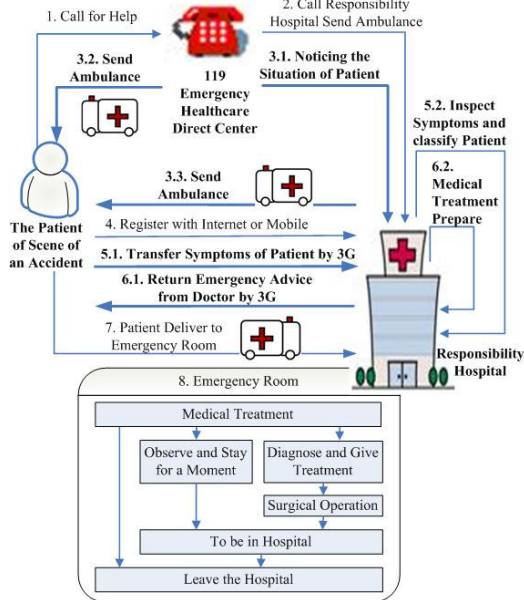 1. Call for Help
2. Call Responsibility
Hospital Send Ambulance
3.2. Send
Ambulance
3.1. Noticing the
Situation of Patient
119
Emergency
Healthcare
Direct Center
5.2. Inspect
Symptoms and
classify Patient
6.2.
Medical
Treatment
Prepare
3.3. Send
Ambulance
The Patient
of Scene of
an Accident
4. Register with Internet or Mobile
5.1. Transfer Symptoms of Patient by 3G
6.1. Return Emergency Advice
from Doctor by 3G
7. Patient Deliver to
Emergency Room
Responsibility
Hospital
8. Emergency Room
Medical Treatment
Observe and Stay
for a Moment
Diagnose and Give
Treatment
Surgical Operation
To be in Hospital
Leave the Hospital